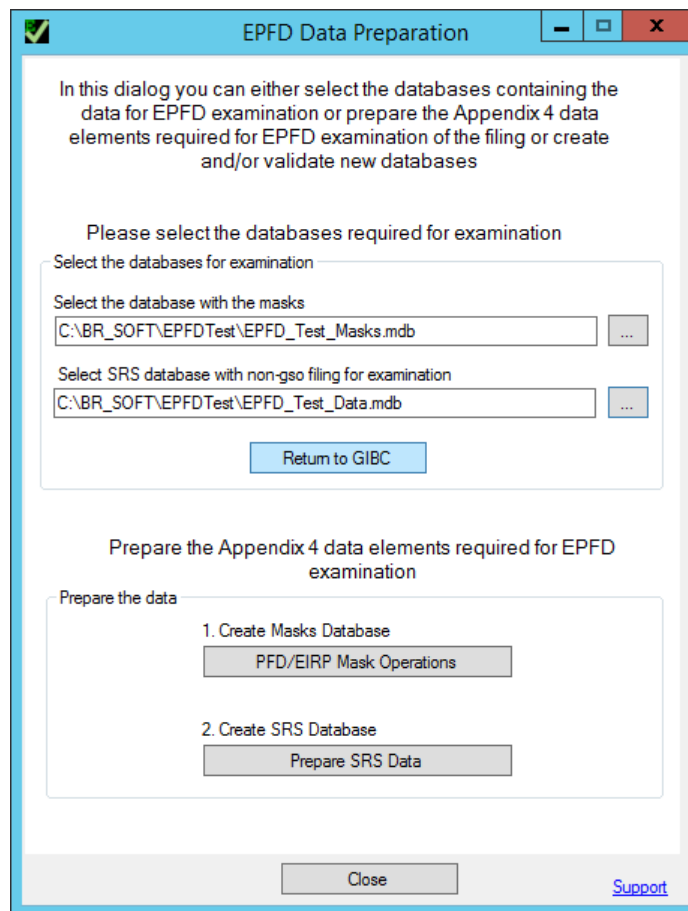 EPFD Data Preparation
In this dialog you can either select the databases containing the
data for EPFD examination or prepare the Appendix 4 data
elements required for EPFD examination of the filing or create
and/or validate new databases
Please select the databases required for examination
Select the databases for examination
Select the database with the masks
C:\BR_SOFT\EPFDTest\EPFD_Test_Masks.mdb
...
Select SRS database with non-gso filing for examination
C:\BR_SOFT\EPFDTest\EPFD_Test_Data.mdb
...
Return to GIBC
Prepare the Appendix 4 data elements required for EPFD
examination
Prepare the data
1. Create Masks Database
PFD/EIRP Mask Operations
2. Create SRS Database
Prepare SRS Data
Close
Support